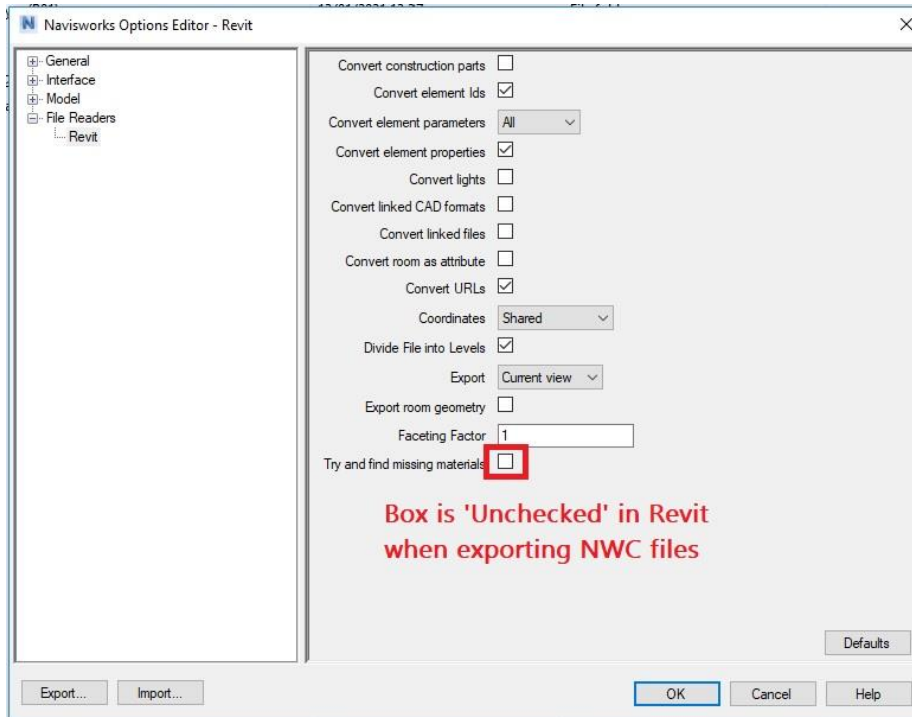 Navisworks Options Editor - Revit
General
Interface
Model
File Readers
Revit
Convert construction parts
Convert element Ids
Convert element parameters All
Convert element properties
Convert lights
Convert linked CAD formats
Convert linked files
Convert room as attribute
Convert URLs
Coordinates Shared
Divide File into Levels
Export Current view
Export room geometry
Faceting Factor 1
Try and find missing materials
Box is 'Unchecked' in Revit
when exporting NWC files
Defaults
Export... Import... OK Cancel Help